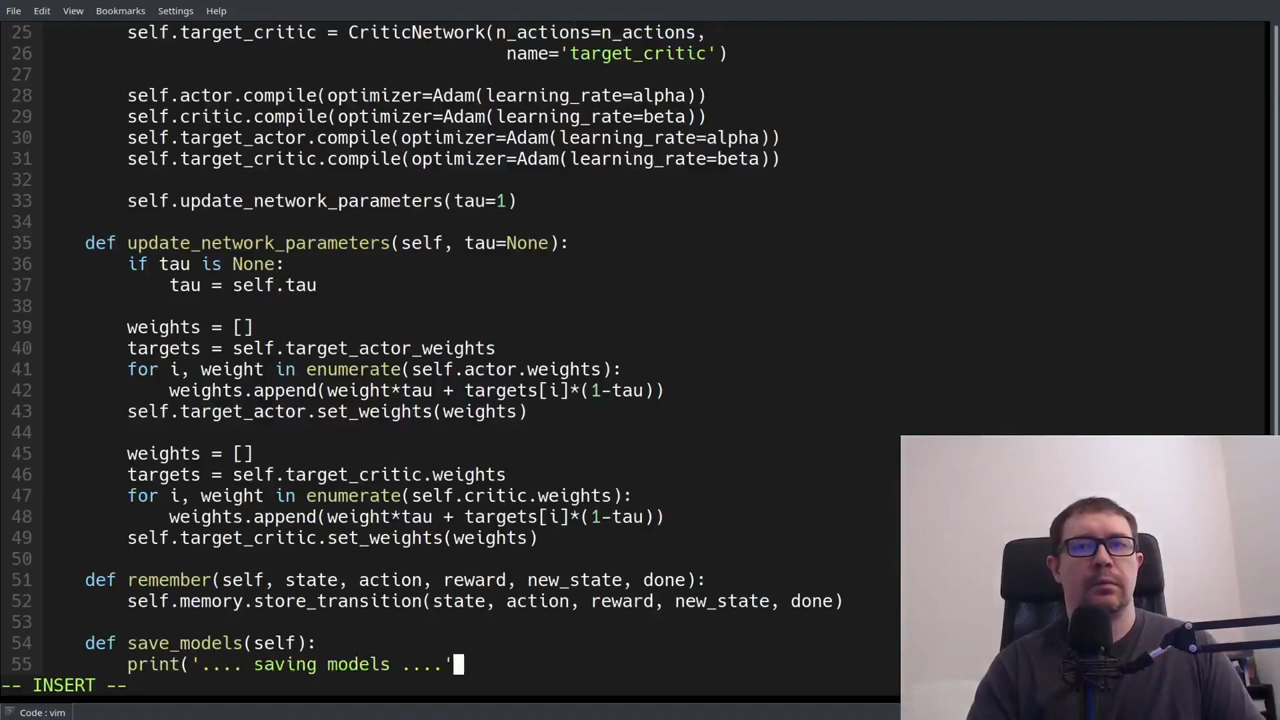 File Edit View Bookmarks Settings Help
25 self.target_critic = CriticNetwork(n_actions=n_actions,
26 name='target_critic')
27
28 self.actor.compile(optimizer=Adam(learning_rate=alpha))
29 self.critic.compile(optimizer=Adam(learning_rate=beta))
30 self.target_actor.compile(optimizer=Adam(learning_rate=alpha))
31 self.target_critic.compile(optimizer=Adam(learning_rate=beta))
32
33 self.update_network_parameters(tau=1)
34
35 def update_network_parameters(self, tau=None):
36 if tau is None:
37 tau = self.tau
38
39 weights = []
40 targets = self.target_actor_weights
41 for i, weight in enumerate(self.actor.weights):
42 weights.append(weight*tau + targets[i]*(1-tau))
43 self.target_actor.set_weights(weights)
44
45 weights = []
46 targets = self.target_critic.weights
47 for i, weight in enumerate(self.critic.weights):
48 weights.append(weight*tau + targets[i]*(1-tau))
49 self.target_critic.set_weights(weights)
50
51 def remember(self, state, action, reward, new_state, done):
52 self.memory.store_transition(state, action, reward, new_state, done)
53
54 def save_models(self):
55 print('.... saving models ....'
-- INSERT --
Code : vim